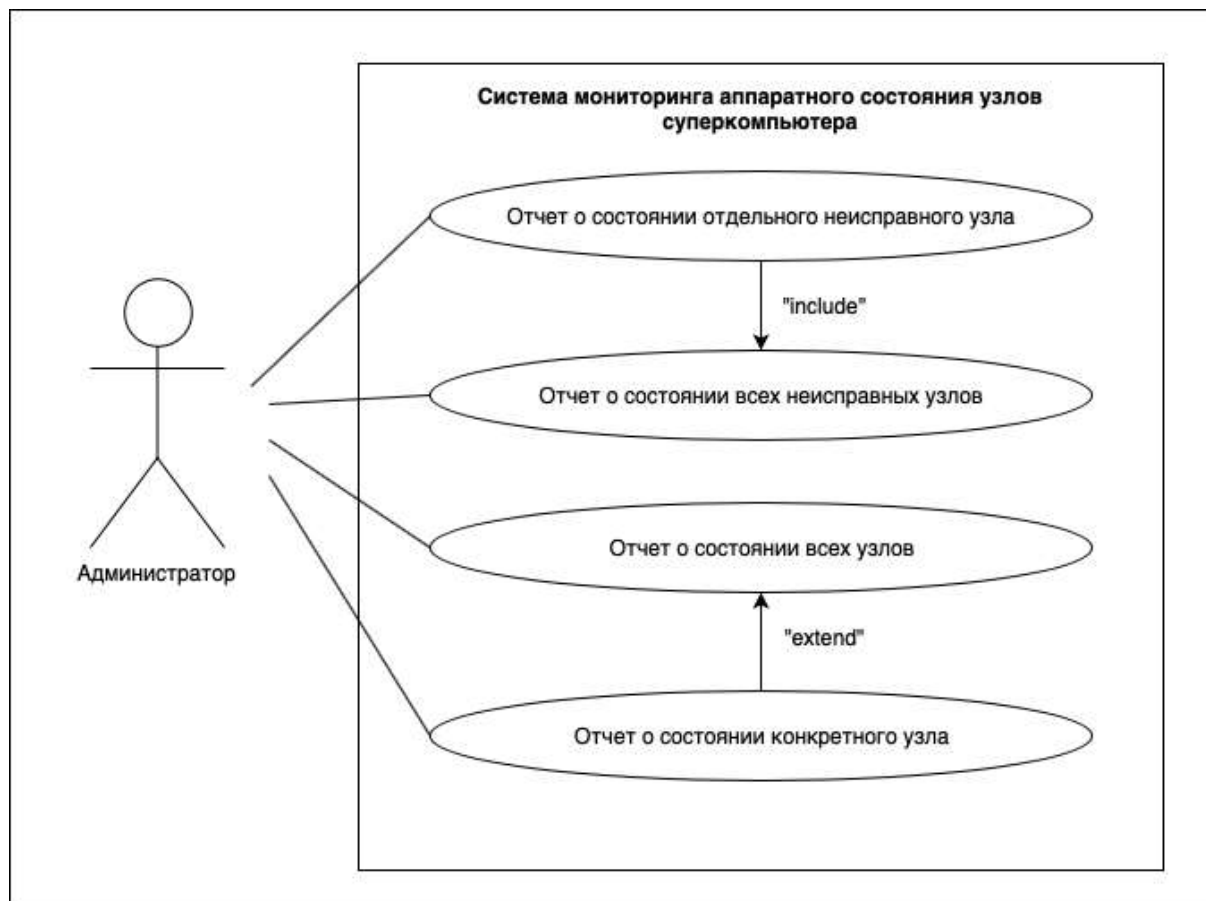 Система мониторинга аппаратного состояния узлов
суперкомпьютера
Отчет о состоянии отдельного неисправного узла
"include"
Отчет о состоянии всех неисправных узлов
Отчет о состоянии всех узлов
Администратор
"extend"
Отчет о состоянии конкретного узла